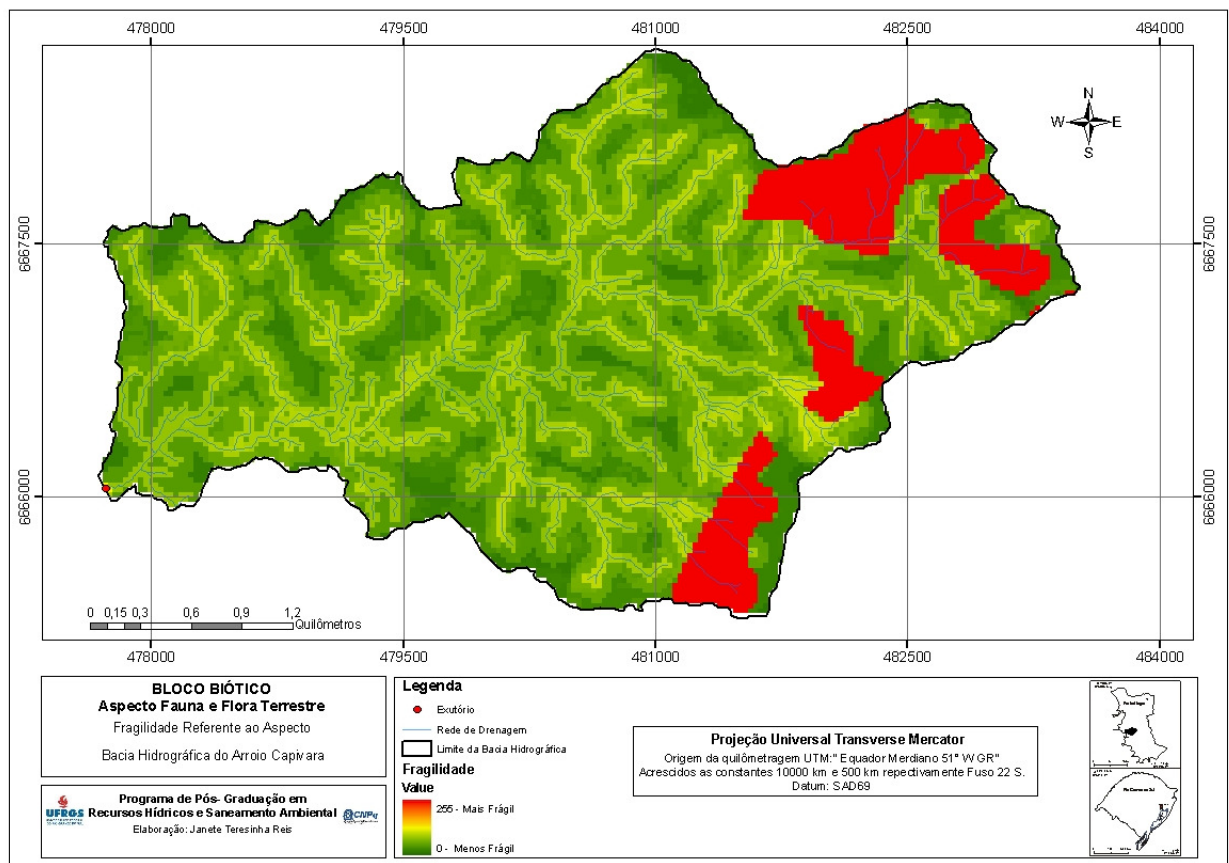 478000 479500 481000 482500 484000
N
W E
S
6667500 6667500
6666000 6666000
0 0,15 0,3 0,6 0,9 1,2
Quilômetros
478000 479500 481000 482500 484000
BLOCO BIÓTICO
Aspecto Fauna e Flora Terrestre
Fragilidade Referente ao Aspecto
Bacia Hidrográfica do Arroio Capivara
UFRGS
Programa de Pós- Graduação em
Recursos Hídricos e Saneamento Ambiental
CNPq
Elaboração: Janete Teresinha Reis
Legenda
Exutório
Rede de Drenagem
Limite da Bacia Hidrográfica
Fragilidade
Value
255 - Mais Frágil
0 - Menos Frágil
Projeção Universal Transverse Mercator
Origem da quilômetragem UTM:" Equador Merdiano 51° W GR"
Acrescidos as constantes 10000 km e 500 km repectivamente Fuso 22 S.
Datum: SAD69